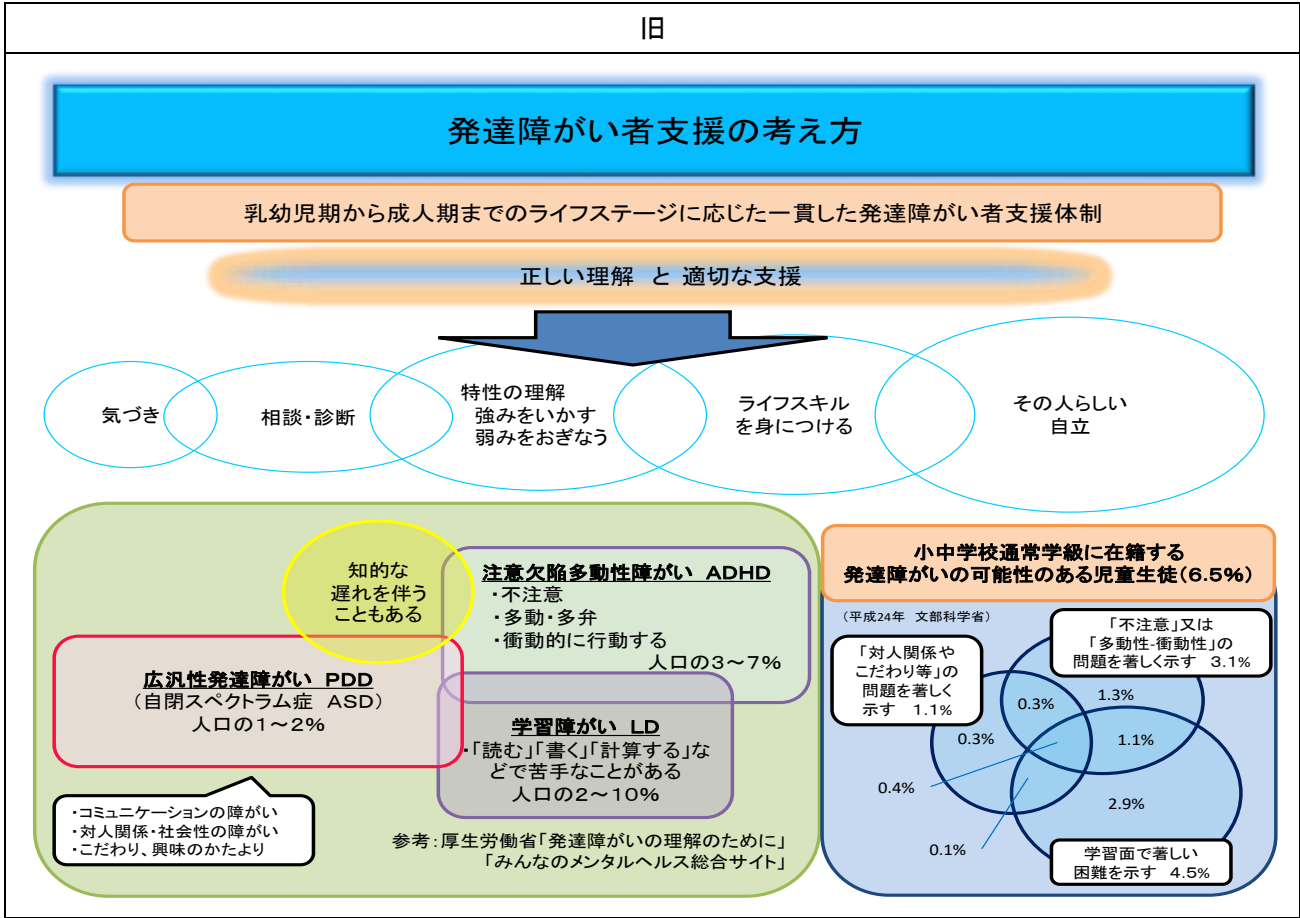 旧
発達障がい者支援の考え方
乳幼児期から成人期までのライフステージに応じた一貫した発達障がい者支援体制
正しい理解 と 適切な支援
気づき
相談・診断
特性の理解
強みをいかす
弱みをおぎなう
ライフスキル
を身につける
その人らしい
自立
知的な
遅れを伴う
こともある
注意欠陥多動性障がい ADHD
・不注意
・多動・多弁
・衝動的に行動する
人口の3～7%
広汎性発達障がい PDD
(自閉スペクトラム症 ASD)
人口の1～2%
学習障がい LD
・「読む」「書く」「計算する」な
どで苦手なことがある
人口の2～10%
・コミュニケーションの障がい
・対人関係・社会性の障がい
・こだわり、興味のかたより
参考:厚生労働省「発達障がいの理解のために」
「みんなのメンタルヘルス総合サイト」
小中学校通常学級に在籍する
発達障がいの可能性のある児童生徒(6.5%)
(平成24年 文部科学省)
「対人関係や
こだわり等」の
問題を著しく
示す 1.1%
「不注意」又は
「多動性-衝動性」の
問題を著しく示す 3.1%
0.3%
1.3%
0.3%
1.1%
0.4%
2.9%
0.1%
学習面で著しい
困難を示す 4.5%